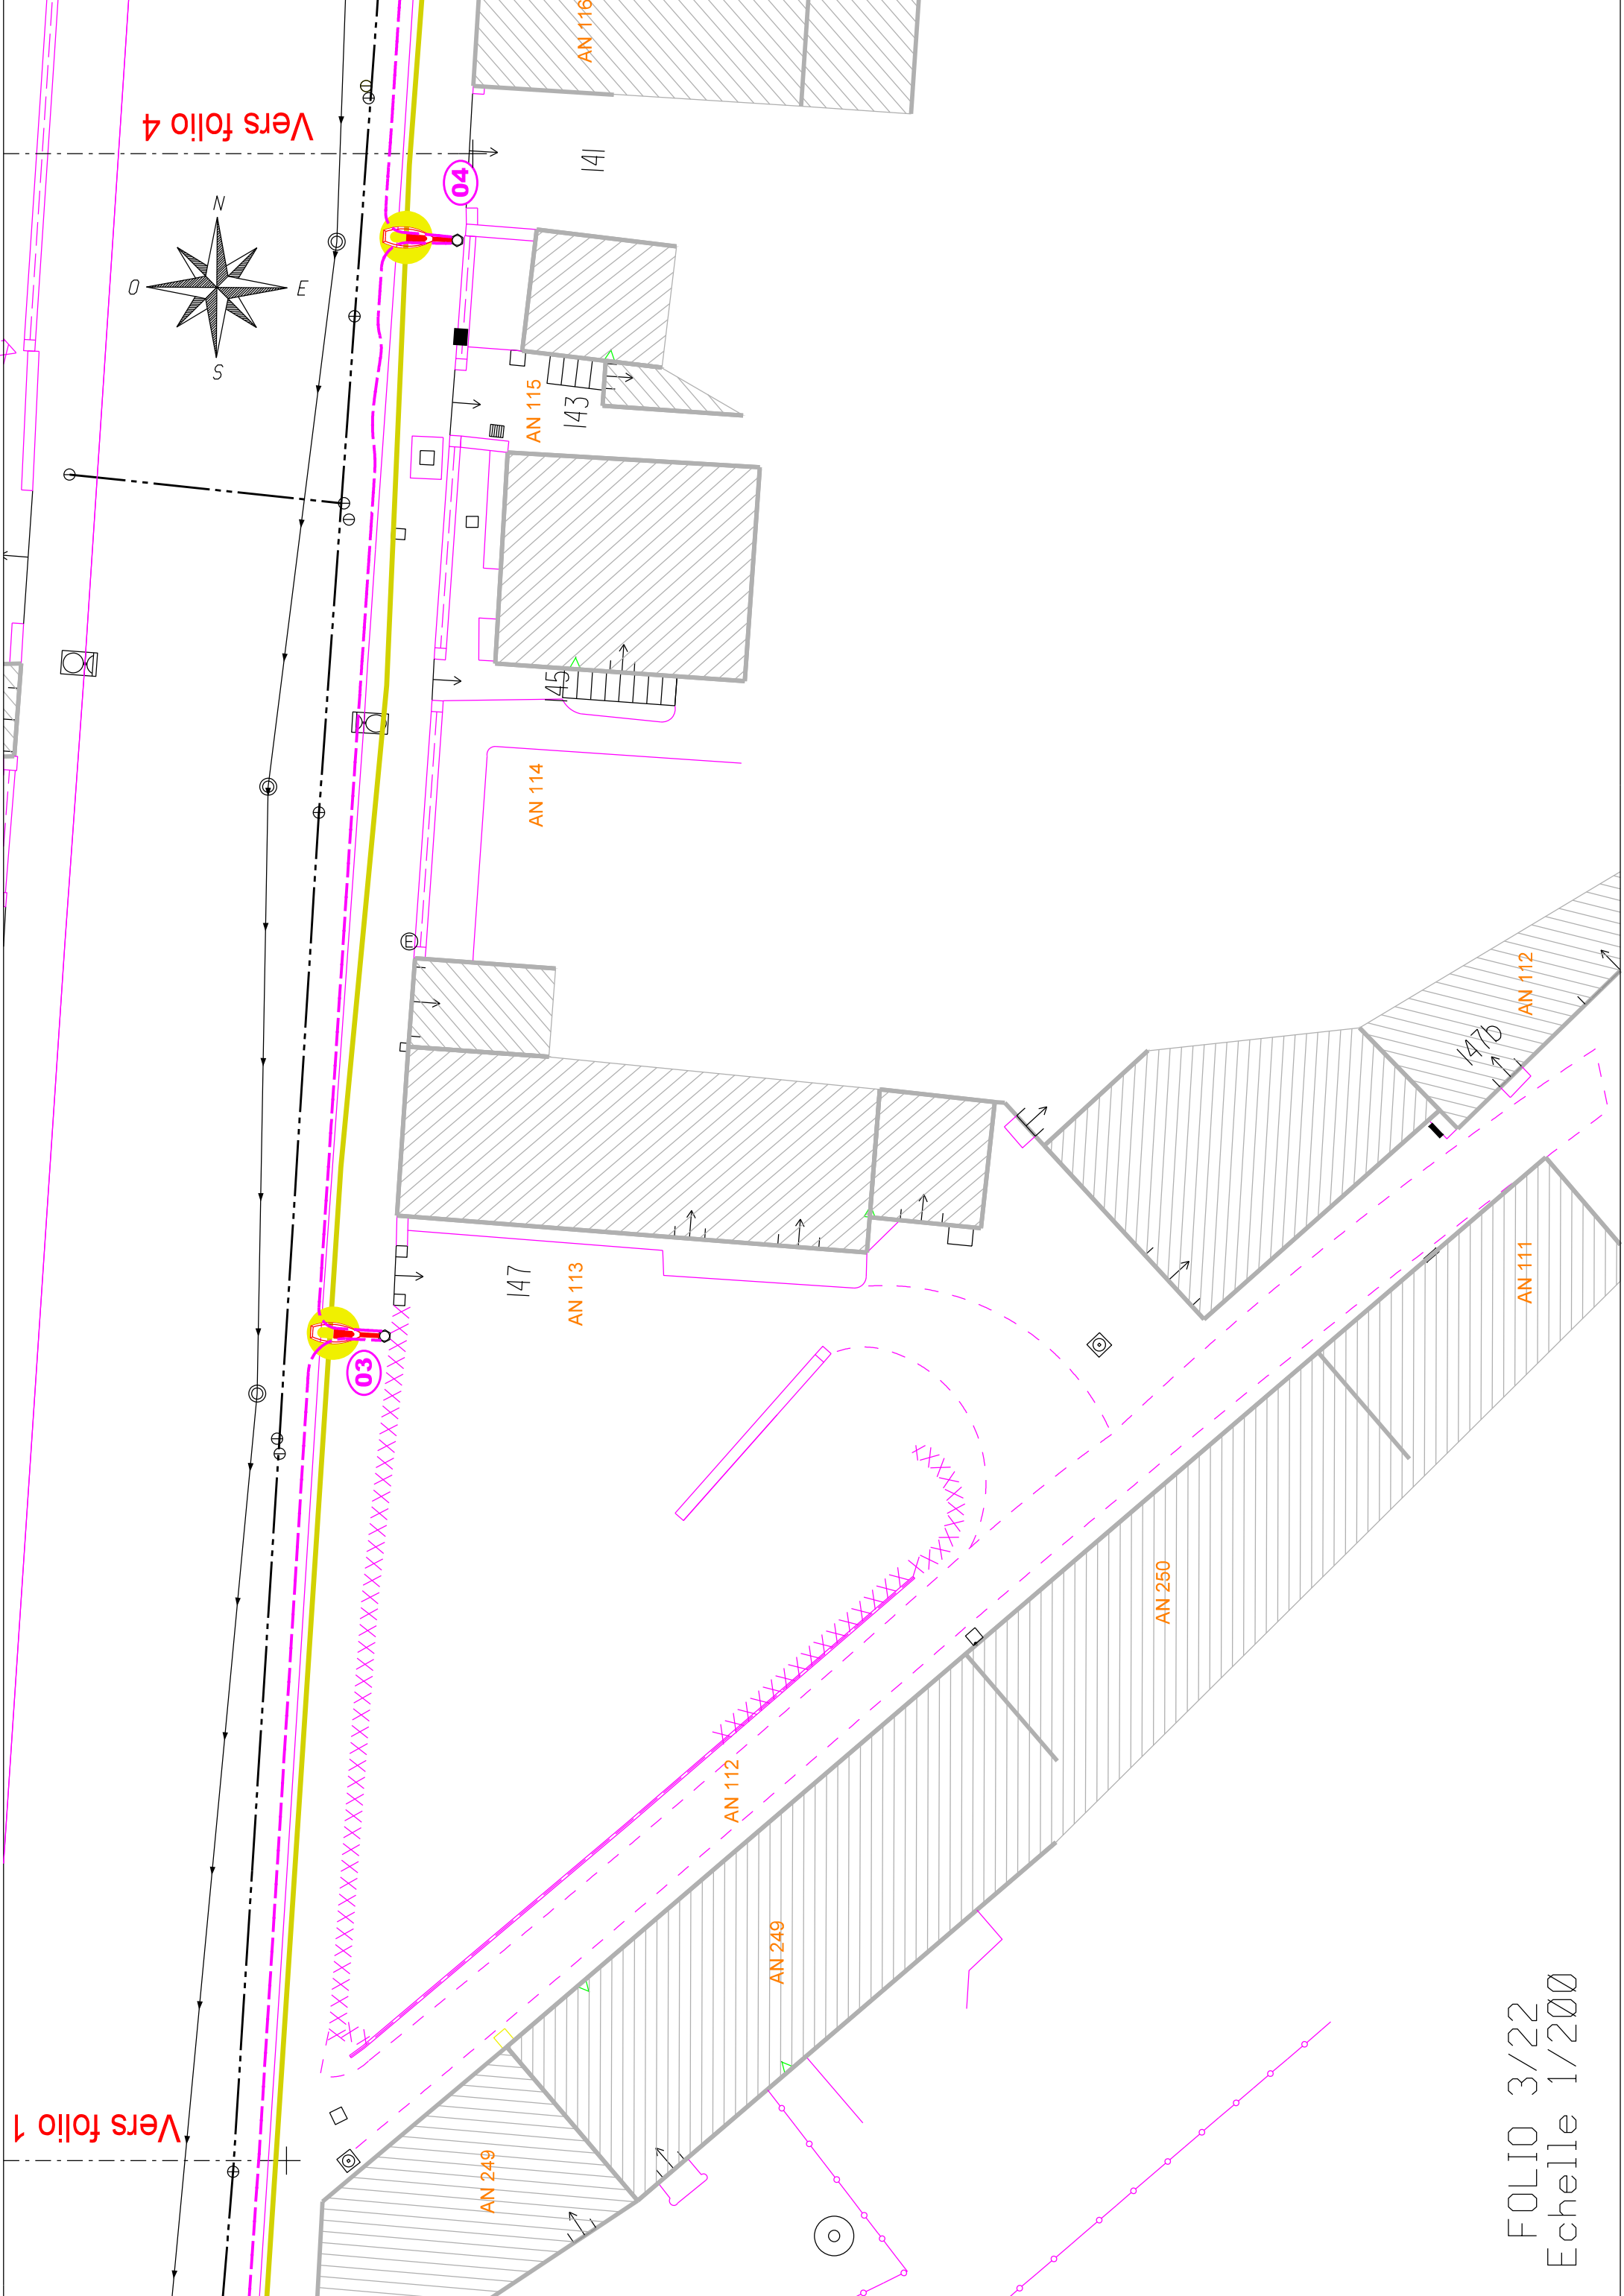 AN 116
Vers folio 4
141
04
N
O
E
S
AN 115
143
145
AN 114
E
AN 112
147b
147
AN 113
AN 111
03
AN 250
AN 112
AN 249
Vers folio 1
AN 249
FOLIO 3/22
Echelle 1/200